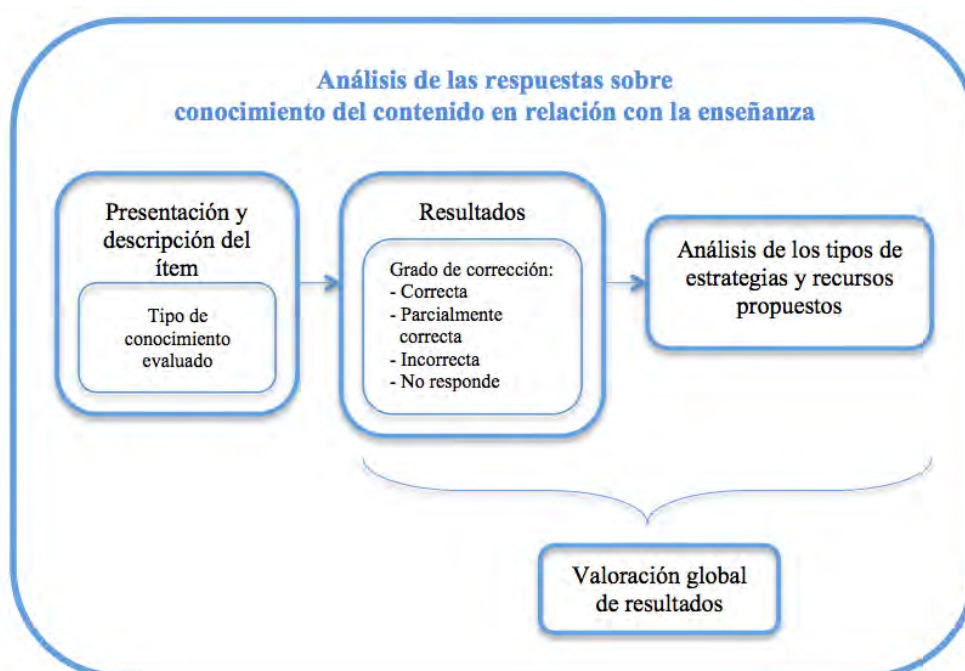 Análisis de las respuestas sobre
conocimiento del contenido en relación con la enseñanza
Presentación y
descripción del
ítem
Tipo de
conocimiento
evaluado
Resultados
Grado de corrección:
- Correcta
- Parcialmente
correcta
- Incorrecta
- No responde
Análisis de los tipos de
estrategias y recursos
propuestos
Valoración global
de resultados